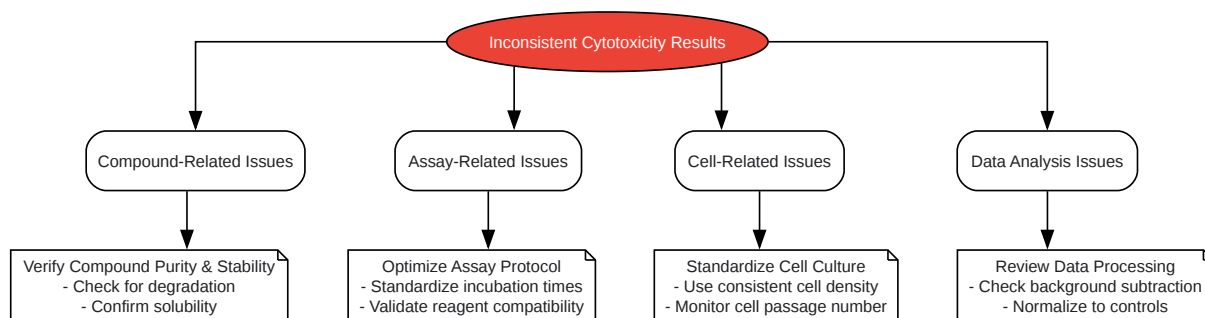 Inconsistent Cytotoxicity Results
Compound-Related Issues
Assay-Related Issues
Cell-Related Issues
Data Analysis Issues
Verify Compound Purity & Stability
- Check for degradation
- Confirm solubility
Optimize Assay Protocol
- Standardize incubation times
- Validate reagent compatibility
Standardize Cell Culture
- Use consistent cell density
- Monitor cell passage number
Review Data Processing
- Check background subtraction
- Normalize to controls